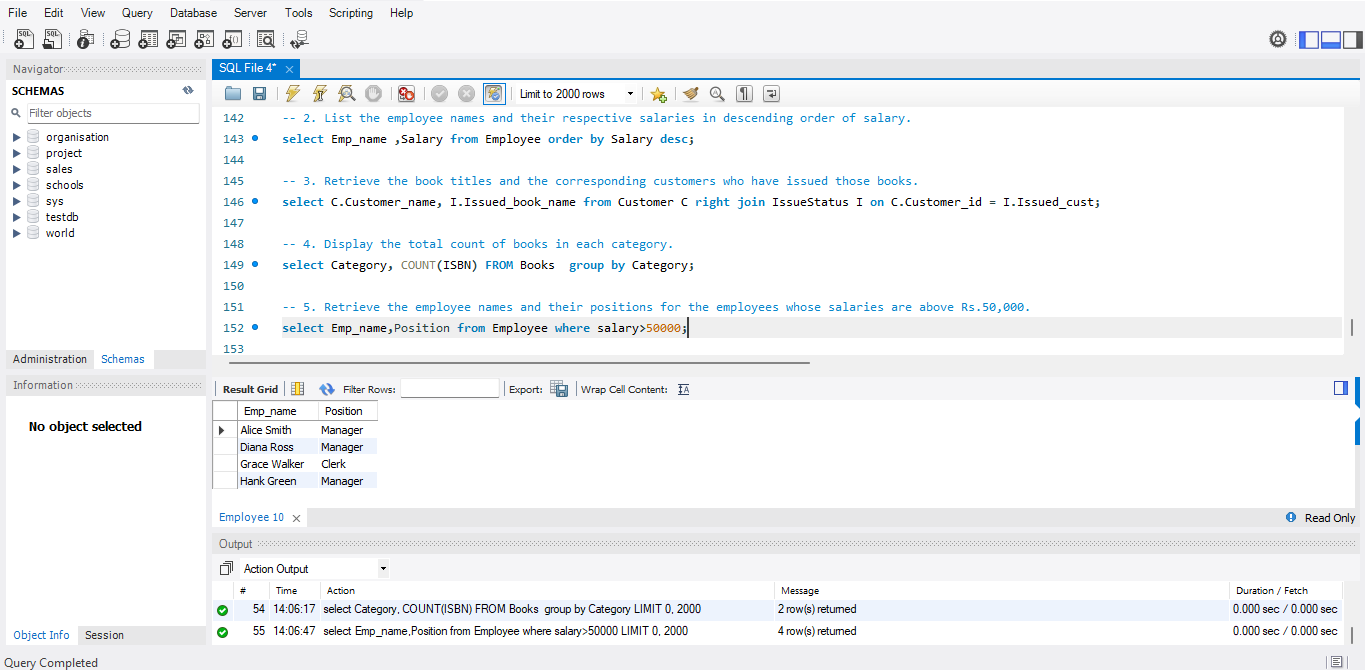 File Edit View Query Database Server Tools Scripting Help
Navigator
SCHEMAS
Filter objects
organisation
project
sales
schools
sys
testdb
world
Administration Schemas
Information
No object selected
Object Info Session
SQL File 4*
Limit to 2000 rows
142 -- 2. List the employee names and their respective salaries in descending order of salary.
143 select Emp_name ,Salary from Employee order by Salary desc;
144
145 -- 3. Retrieve the book titles and the corresponding customers who have issued those books.
146 select C.Customer_name, I.Issued_book_name from Customer C right join IssueStatus I on C.Customer_id = I.Issued_cust;
147
148 -- 4. Display the total count of books in each category.
149 select Category, COUNT(ISBN) FROM Books  group by Category;
150
151 -- 5. Retrieve the employee names and their positions for the employees whose salaries are above Rs.50,000.
152 select Emp_name,Position from Employee where salary>50000;
153
Result Grid Filter Rows: Export: Wrap Cell Content:
Emp_name Position
Alice Smith Manager
Diana Ross Manager
Grace Walker Clerk
Hank Green Manager
Employee 10 Read Only
Output
Action Output
# Time Action Message Duration / Fetch
54 14:06:17 select Category, COUNT(ISBN) FROM Books  group by Category LIMIT 0, 2000 2 row(s) returned 0.000 sec / 0.000 sec
55 14:06:47 select Emp_name,Position from Employee where salary>50000 LIMIT 0, 2000 4 row(s) returned 0.000 sec / 0.000 sec
Query Completed